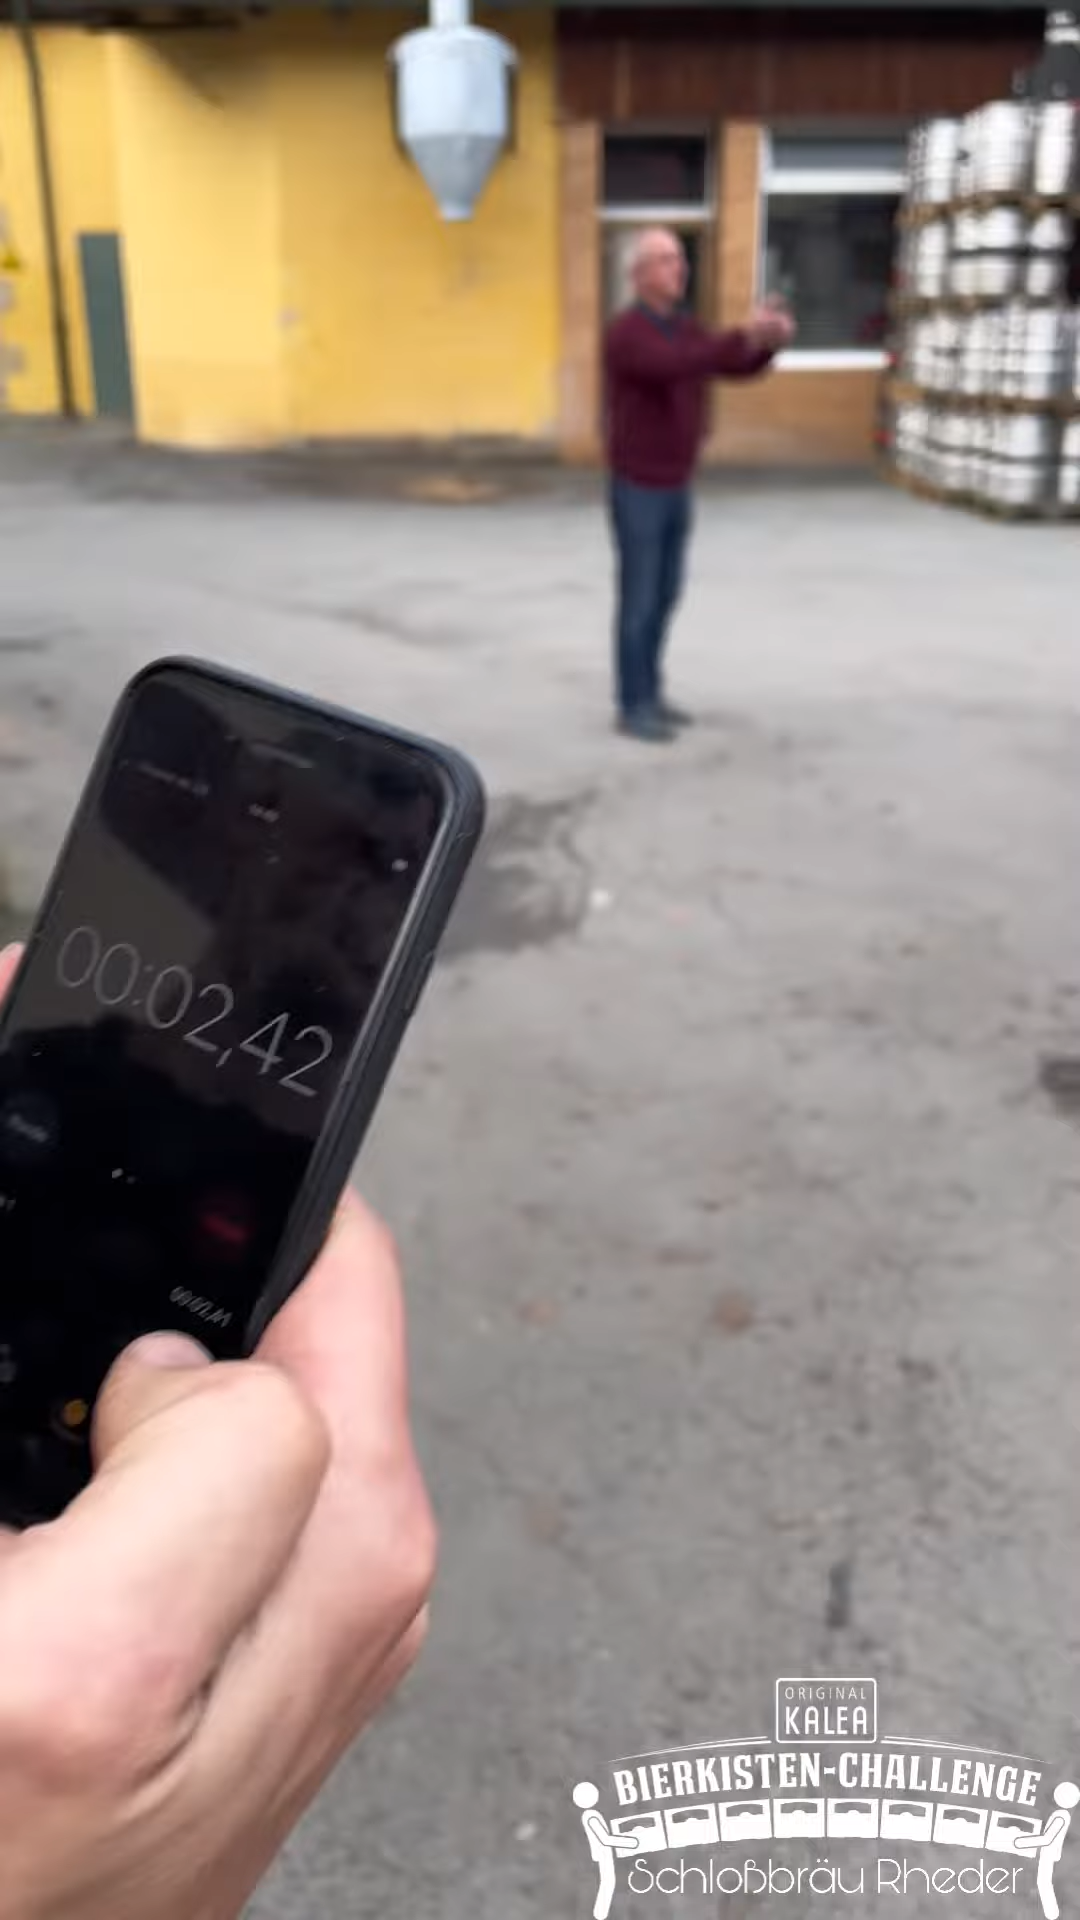 00:02,42
ORIGINAL
KALEA
BIERKISTEN-CHALLENGE
Schloßbräu Rheder